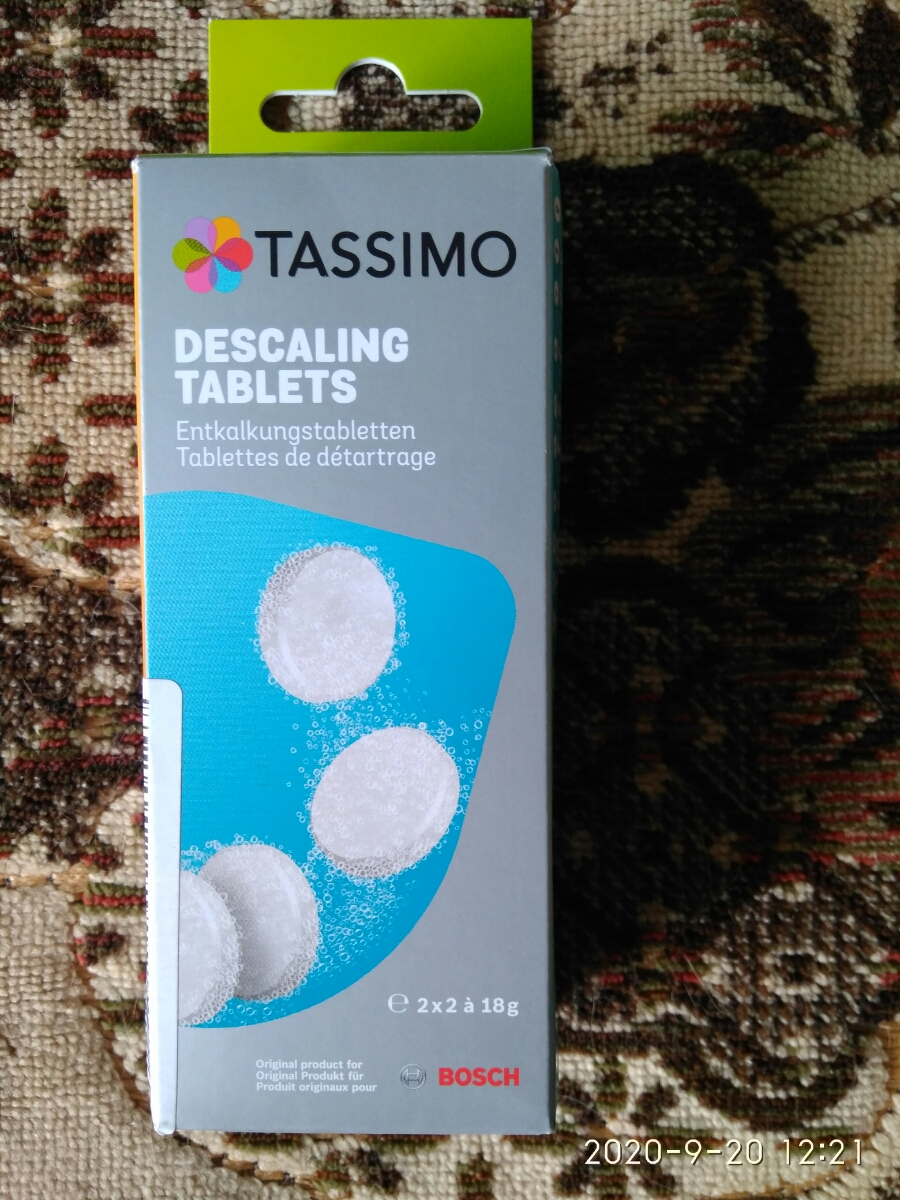 TASSIMO
DESCALING
TABLETS
Entkalkungstabletten
Tablettes de détartrage
℮ 2x2 à 18g
Original product for
Original Produkt für
Produit originaux pour
BOSCH
2020-9-20 12:21